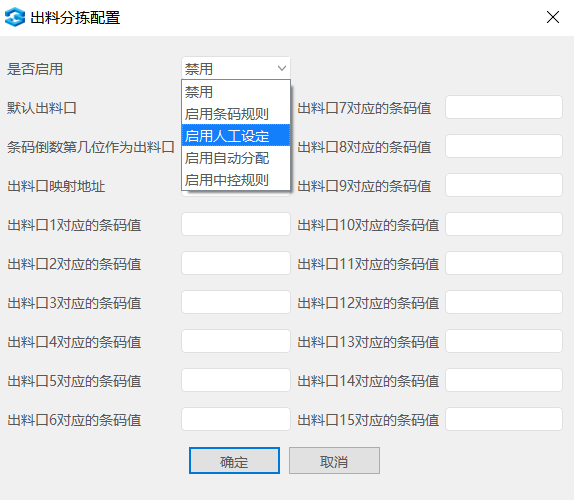 出料分拣配置
是否启用
禁用
禁用
启用条码规则
启用人工设定
启用自动分配
启用中控规则
默认出料口
条码倒数第几位作为出料口
出料口映射地址
出料口1对应的条码值
出料口2对应的条码值
出料口3对应的条码值
出料口4对应的条码值
出料口5对应的条码值
出料口6对应的条码值
出料口7对应的条码值
出料口8对应的条码值
出料口9对应的条码值
出料口10对应的条码值
出料口11对应的条码值
出料口12对应的条码值
出料口13对应的条码值
出料口14对应的条码值
出料口15对应的条码值
确定
取消